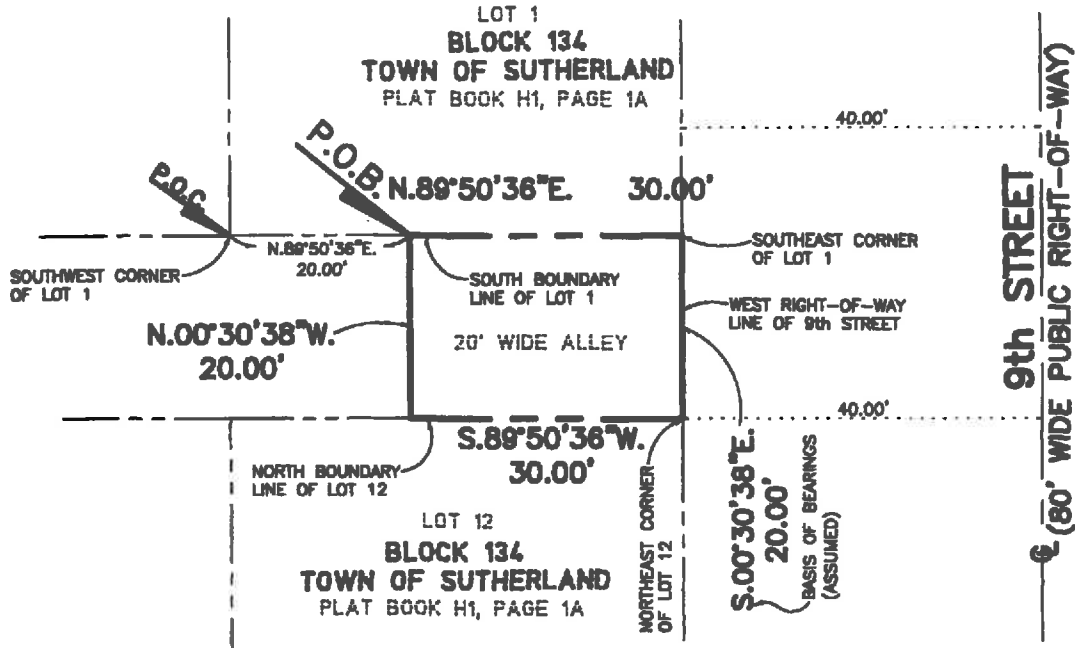 LOT 1
BLOCK 134
TOWN OF SUTHERLAND
PLAT BOOK H1, PAGE 1A
40.00'
P.O.C.
P.O.B.
N.89°50'36"E. 30.00'
N.89°50'36"E.
20.00'
SOUTHWEST CORNER
OF LOT 1
SOUTH BOUNDARY
LINE OF LOT 1
SOUTHEAST CORNER
OF LOT 1
N.00°30'38"W.
20.00'
20' WIDE ALLEY
WEST RIGHT-OF-WAY
LINE OF 9th STREET
9th STREET
℄ (80' WIDE PUBLIC RIGHT-OF-WAY)
40.00'
S.89°50'36"W.
30.00'
NORTH BOUNDARY
LINE OF LOT 12
NORTHEAST CORNER
OF LOT 12
S.00°30'38"E.
20.00'
BASIS OF BEARINGS
(ASSUMED)
LOT 12
BLOCK 134
TOWN OF SUTHERLAND
PLAT BOOK H1, PAGE 1A